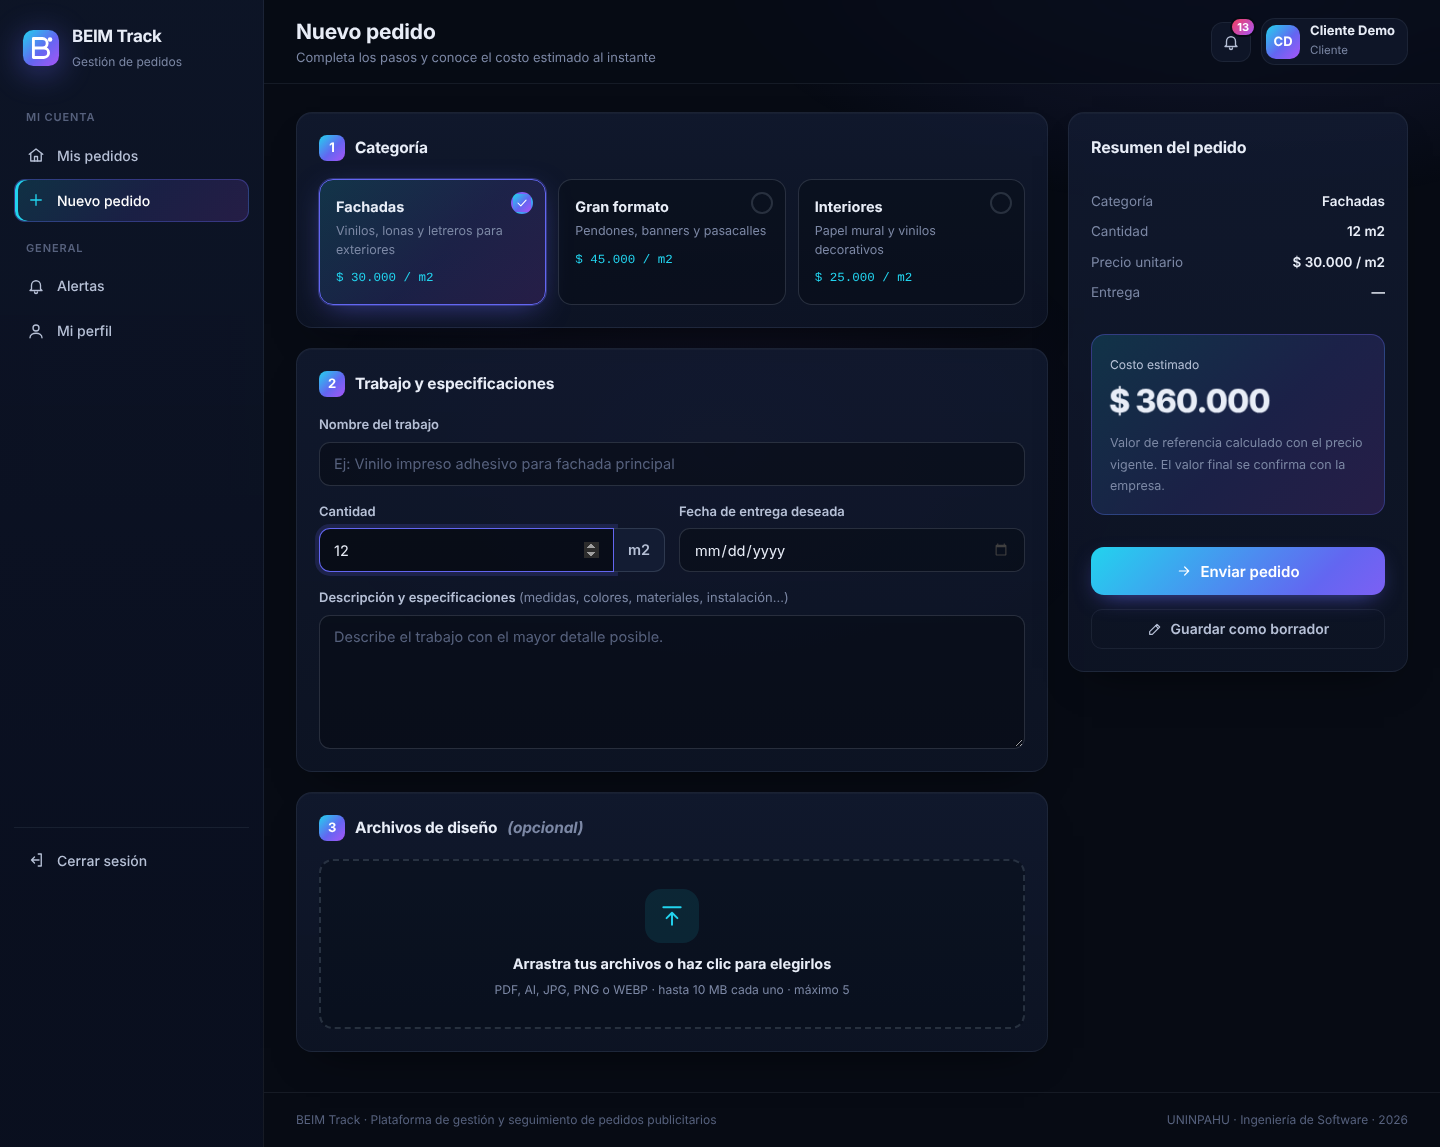 BEIM Track
Gestión de pedidos
MI CUENTA
Mis pedidos
Nuevo pedido
GENERAL
Alertas
Mi perfil
Cerrar sesión
Nuevo pedido
Completa los pasos y conoce el costo estimado al instante
13
CD
Cliente Demo
Cliente
1 Categoría
Fachadas
Vinilos, lonas y letreros para
exteriores
$ 30.000 / m2
Gran formato
Pendones, banners y pasacalles
$ 45.000 / m2
Interiores
Papel mural y vinilos
decorativos
$ 25.000 / m2
2 Trabajo y especificaciones
Nombre del trabajo
Ej: Vinilo impreso adhesivo para fachada principal
Cantidad
12 m2
Fecha de entrega deseada
mm/dd/yyyy
Descripción y especificaciones (medidas, colores, materiales, instalación...)
Describe el trabajo con el mayor detalle posible.
3 Archivos de diseño (opcional)
Arrastra tus archivos o haz clic para elegirlos
PDF, AI, JPG, PNG o WEBP · hasta 10 MB cada uno · máximo 5
Resumen del pedido
Categoría Fachadas
Cantidad 12 m2
Precio unitario $ 30.000 / m2
Entrega —
Costo estimado
$ 360.000
Valor de referencia calculado con el precio
vigente. El valor final se confirma con la
empresa.
Enviar pedido
Guardar como borrador
BEIM Track · Plataforma de gestión y seguimiento de pedidos publicitarios
UNINPAHU · Ingeniería de Software · 2026